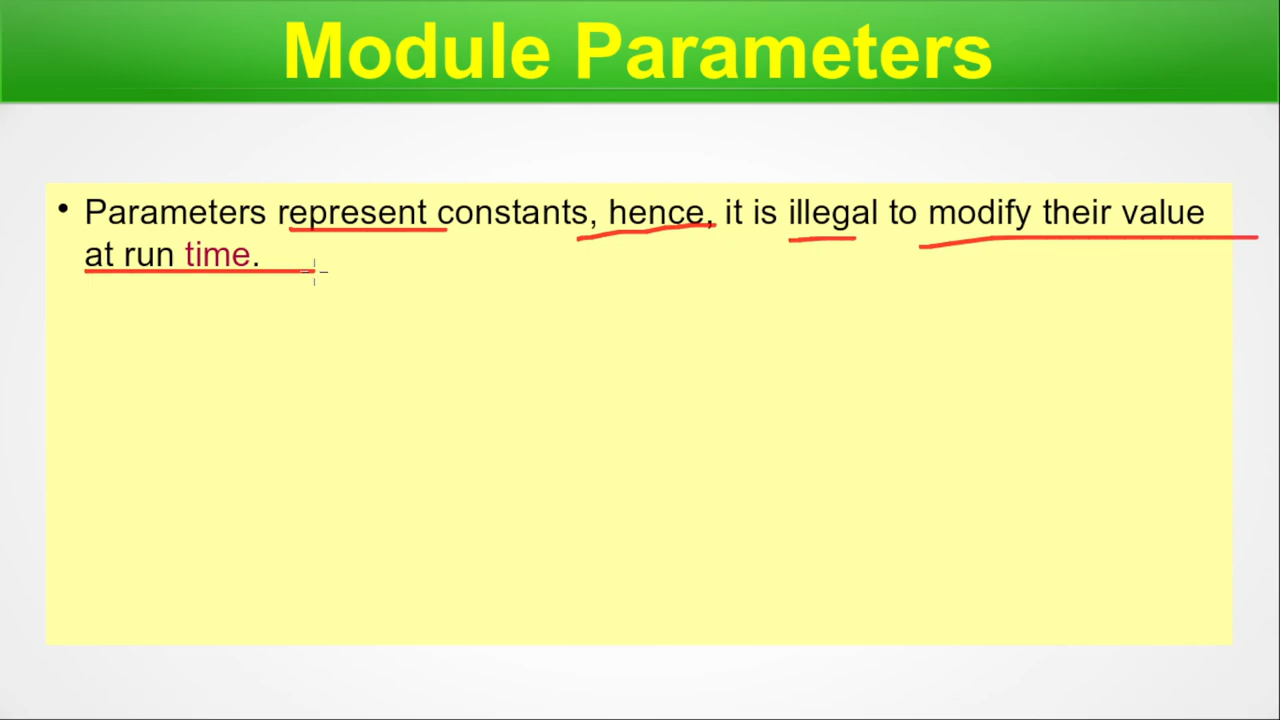 Module Parameters
• Parameters represent constants, hence, it is illegal to modify their value
at run time.